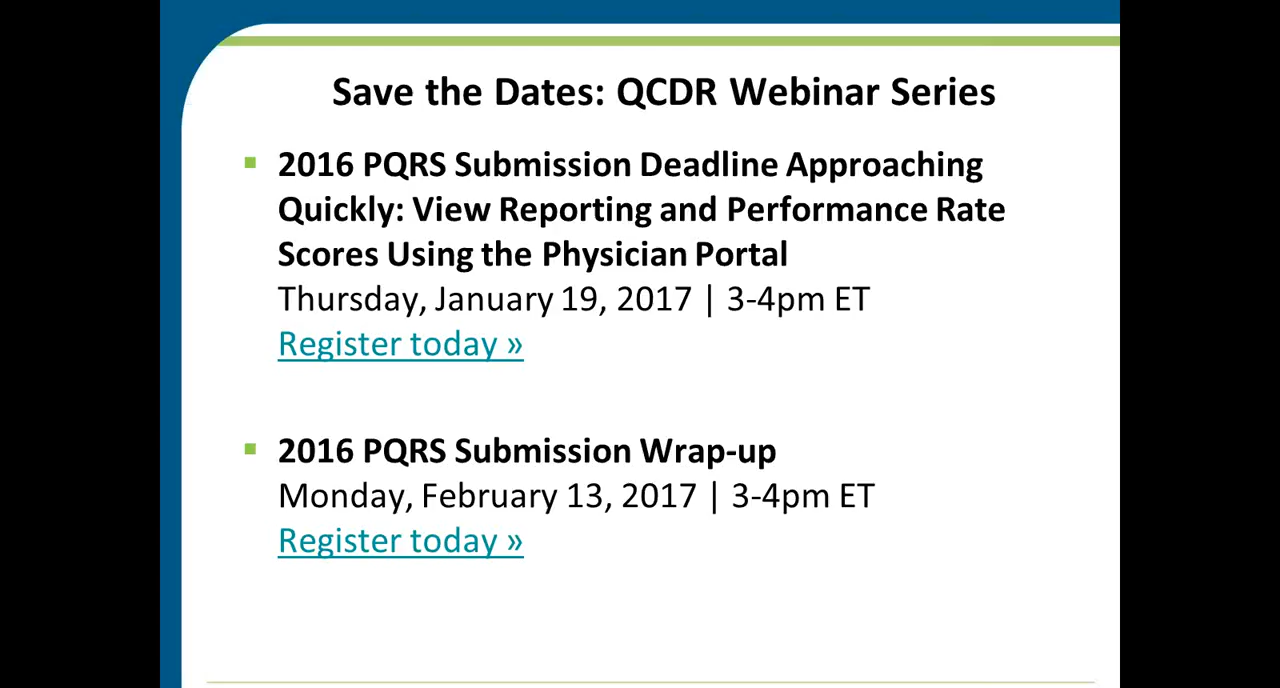 Save the Dates: QCDR Webinar Series
2016 PQRS Submission Deadline Approaching
Quickly: View Reporting and Performance Rate
Scores Using the Physician Portal
Thursday, January 19, 2017 | 3-4pm ET
Register today »
2016 PQRS Submission Wrap-up
Monday, February 13, 2017 | 3-4pm ET
Register today »